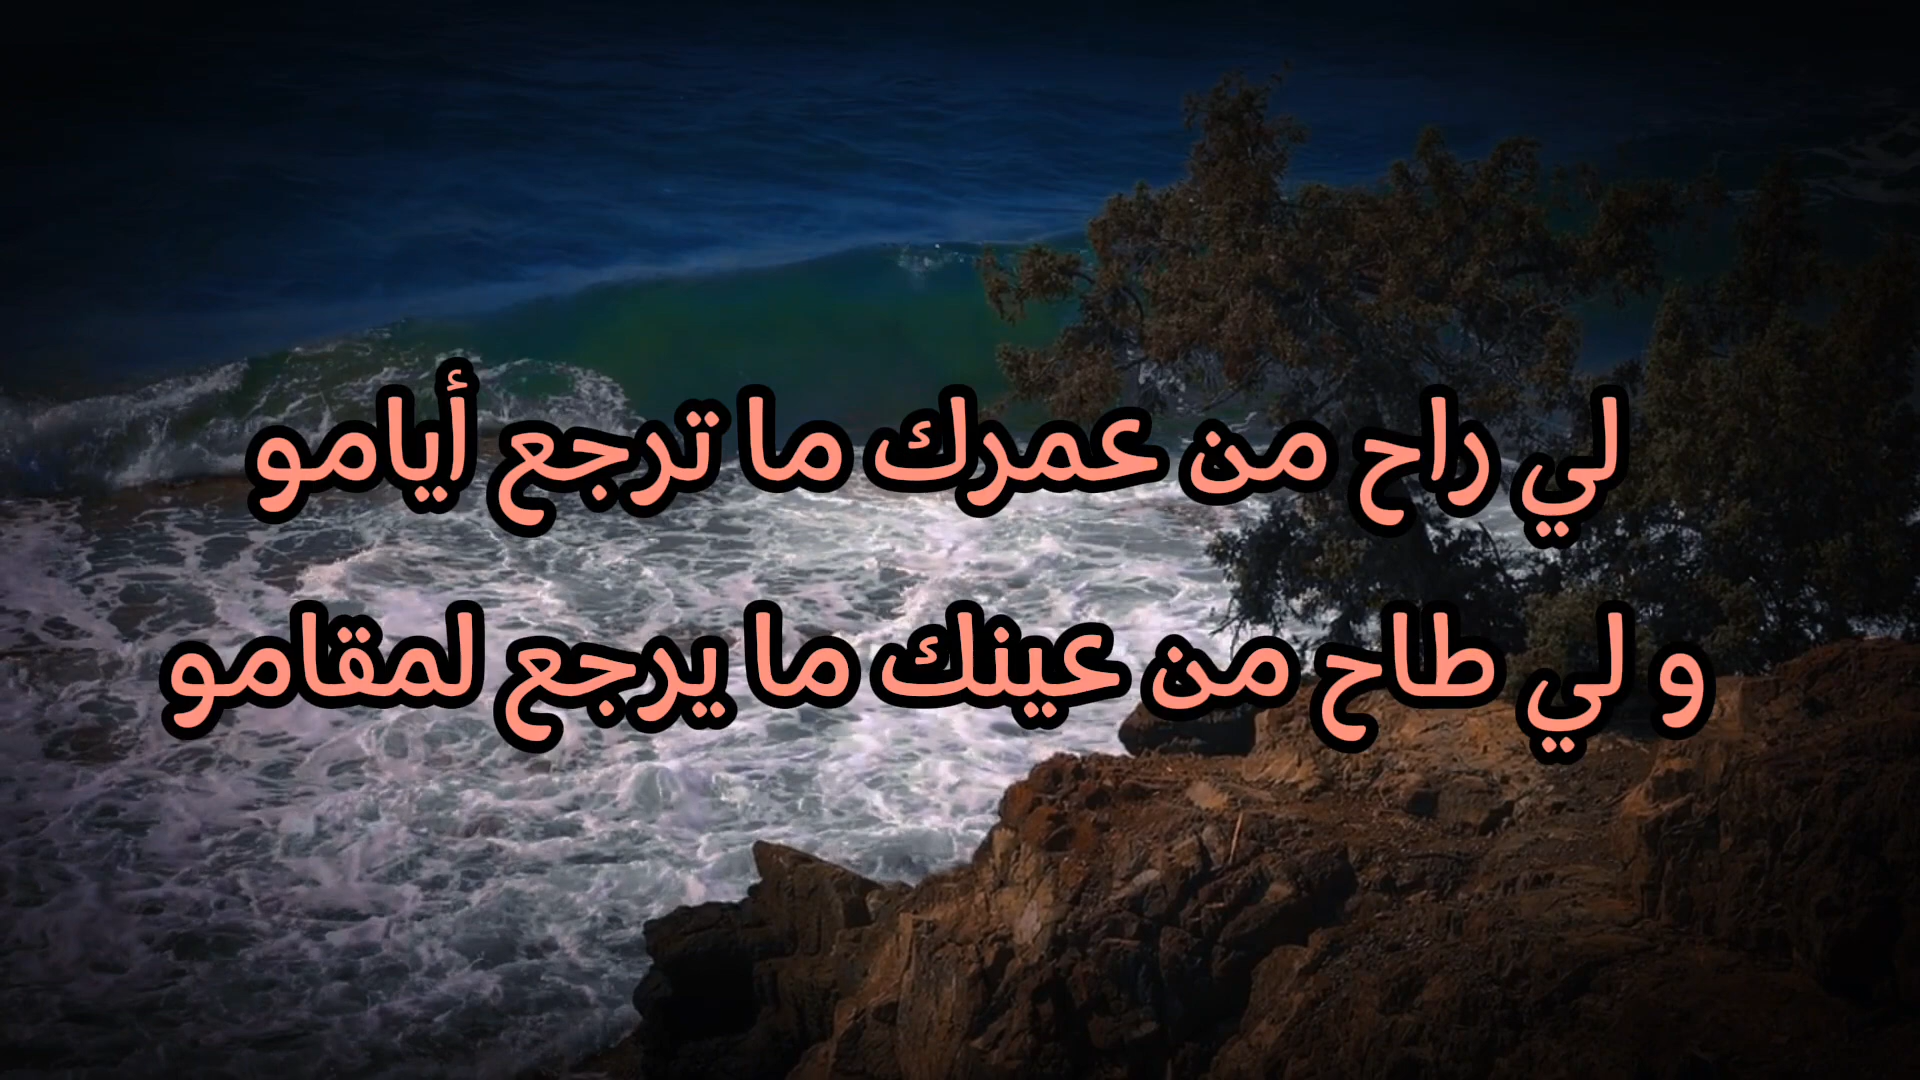 لي راح من عمرك ما ترجع أيامو
و لي طاح من عينك ما يرجع لمقامو